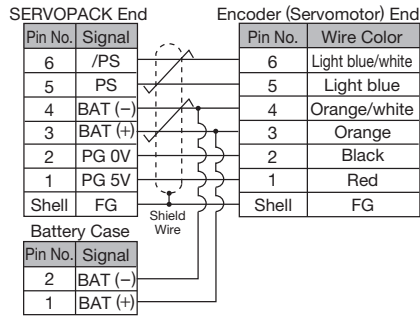 SERVOPACK End Encoder (Servomotor) End
Pin No. Signal Pin No. Wire Color
6 /PS 6 Light blue/white
5 PS 5 Light blue
4 BAT (−) 4 Orange/white
3 BAT (+) 3 Orange
2 PG 0V 2 Black
1 PG 5V 1 Red
Shell FG Shield Wire Shell FG
Battery Case
Pin No. Signal
2 BAT (−)
1 BAT (+)